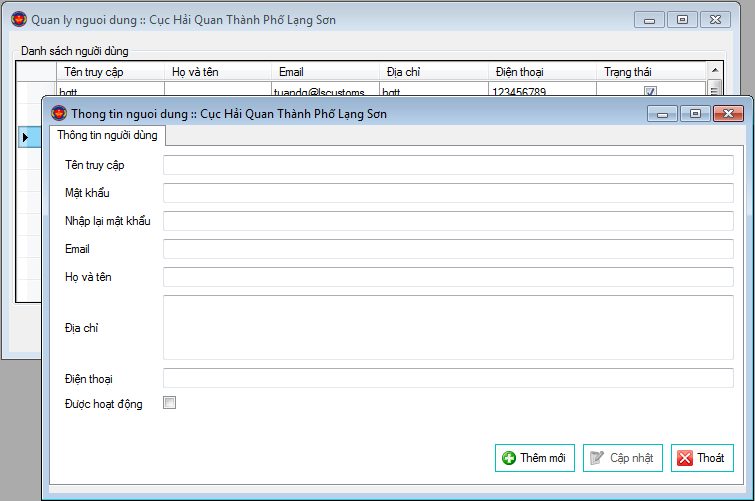 Quan ly nguoi dung :: Cục Hải Quan Thành Phố Lạng Sơn
Danh sách người dùng
Tên truy cập Họ và tên Email Địa chỉ Điện thoại Trạng thái
hqtt tuandq@lscustoms... hqtt 123456789
Thong tin nguoi dung :: Cục Hải Quan Thành Phố Lạng Sơn
Thông tin người dùng
Tên truy cập
Mật khẩu
Nhập lại mật khẩu
Email
Họ và tên
Địa chỉ
Điện thoại
Được hoạt động
Thêm mới Cập nhật Thoát